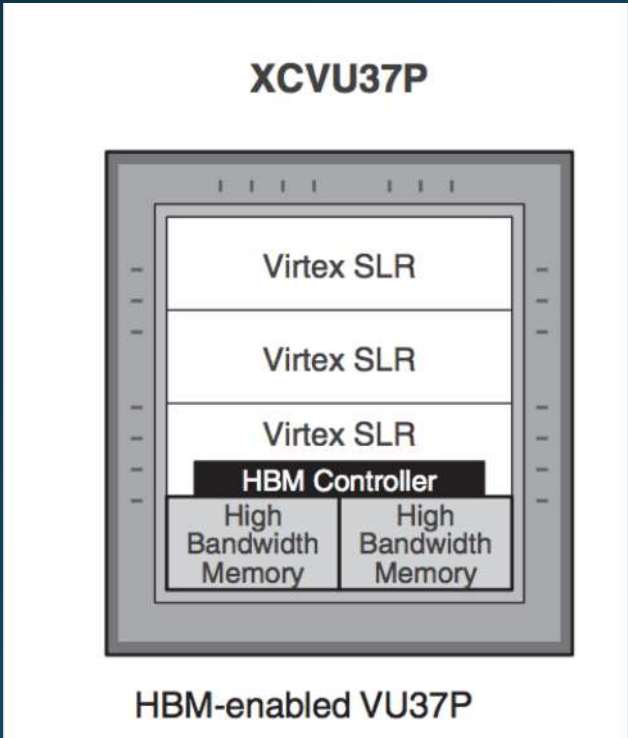 XCVU37P
Virtex SLR
Virtex SLR
Virtex SLR
HBM Controller
High
Bandwidth
Memory
High
Bandwidth
Memory
HBM-enabled VU37P